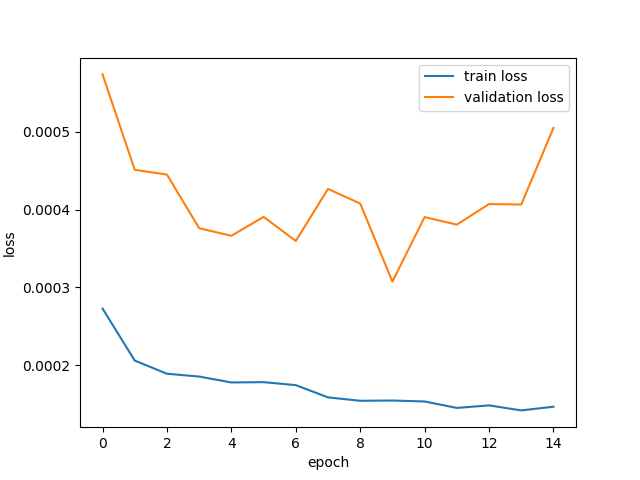 train loss
validation loss
0.0005
0.0004
0.0003
0.0002
loss
0 2 4 6 8 10 12 14
epoch